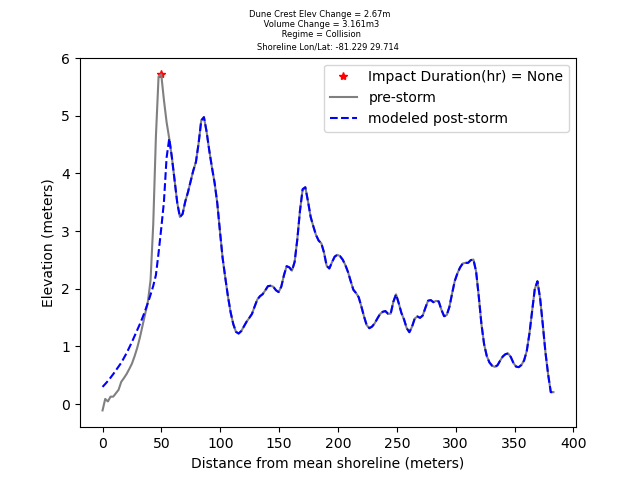 Dune Crest Elev Change = 2.67m
Volume Change = 3.161m3
Regime = Collision
Shoreline Lon/Lat: -81.229 29.714
Impact Duration(hr) = None
pre-storm
modeled post-storm
6
5
4
3
2
1
0
Elevation (meters)
0 50 100 150 200 250 300 350 400
Distance from mean shoreline (meters)